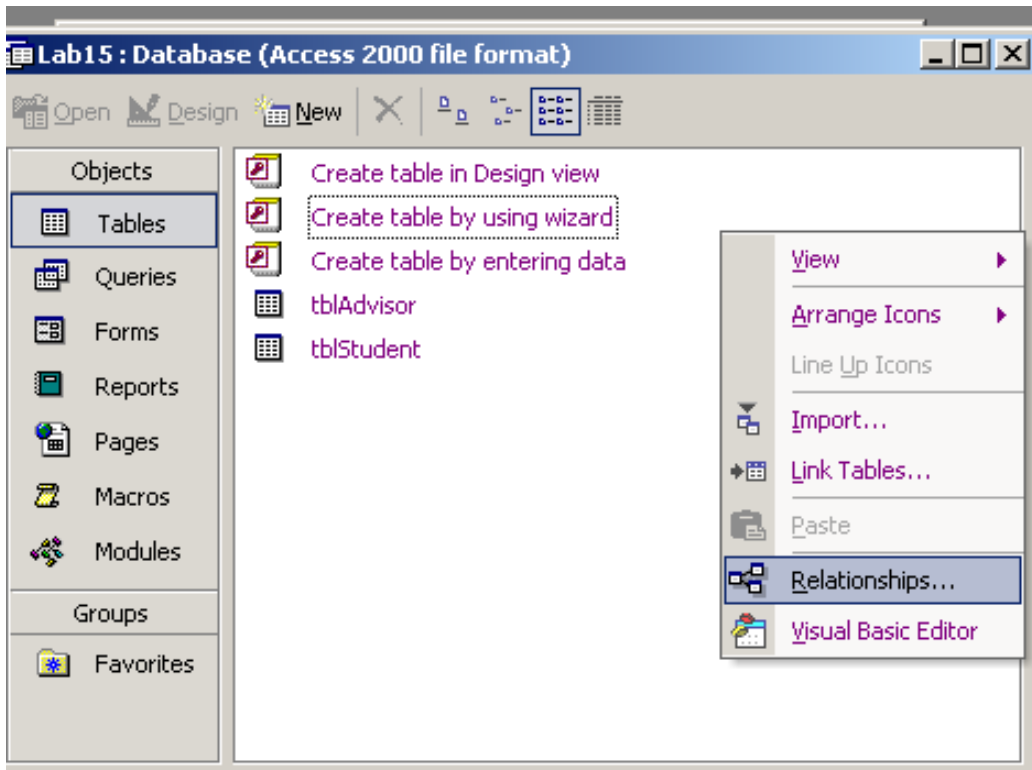 Lab15 : Database (Access 2000 file format)
Open Design New
Objects
Tables
Queries
Forms
Reports
Pages
Macros
Modules
Groups
Favorites
Create table in Design view
Create table by using wizard
Create table by entering data
tblAdvisor
tblStudent
View
Arrange Icons
Line Up Icons
Import...
Link Tables...
Paste
Relationships...
Visual Basic Editor